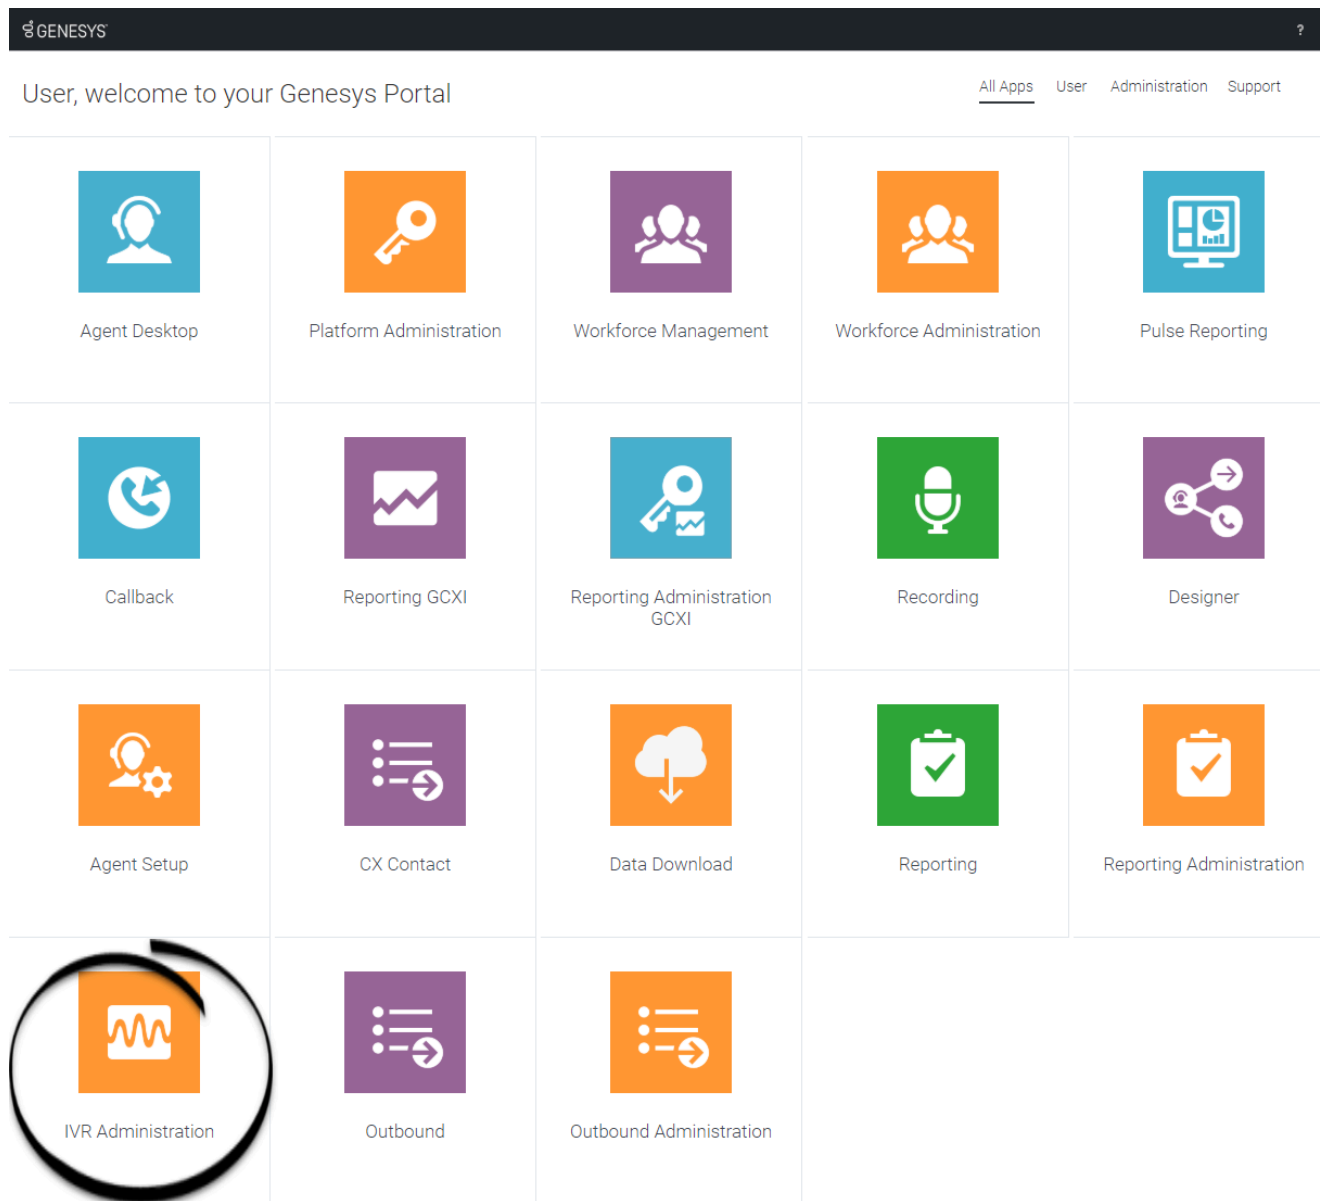 GENESYS
?
User, welcome to your Genesys Portal
All Apps User Administration Support
Agent Desktop
Platform Administration
Workforce Management
Workforce Administration
Pulse Reporting
Callback
Reporting GCXI
Reporting Administration
GCXI
Recording
Designer
Agent Setup
CX Contact
Data Download
Reporting
Reporting Administration
IVR Administration
Outbound
Outbound Administration